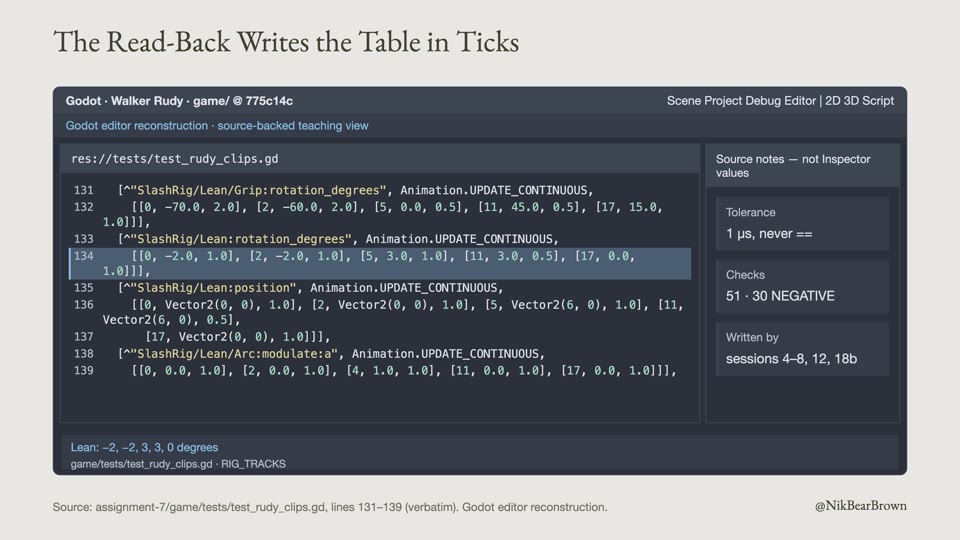 The Read-Back Writes the Table in Ticks
Godot · Walker Rudy · game/ @ 775c14c
Scene Project Debug Editor | 2D 3D Script
Godot editor reconstruction · source-backed teaching view
res://tests/test_rudy_clips.gd
131 [^"SlashRig/Lean/Grip:rotation_degrees", Animation.UPDATE_CONTINUOUS,
132 [[0, −70.0, 2.0], [2, −60.0, 2.0], [5, 0.0, 0.5], [11, 45.0, 0.5], [17, 15.0,
1.0]]],
133 [^"SlashRig/Lean:rotation_degrees", Animation.UPDATE_CONTINUOUS,
134 [[0, −2.0, 1.0], [2, −2.0, 1.0], [5, 3.0, 1.0], [11, 3.0, 0.5], [17, 0.0,
1.0]]],
135 [^"SlashRig/Lean:position", Animation.UPDATE_CONTINUOUS,
136 [[0, Vector2(0, 0), 1.0], [2, Vector2(0, 0), 1.0], [5, Vector2(6, 0), 1.0], [11,
Vector2(6, 0), 0.5],
137 [17, Vector2(0, 0), 1.0]]],
138 [^"SlashRig/Lean/Arc:modulate:a", Animation.UPDATE_CONTINUOUS,
139 [[0, 0.0, 1.0], [2, 0.0, 1.0], [4, 1.0, 1.0], [11, 0.0, 1.0], [17, 0.0, 1.0]]],
Source notes — not Inspector
values
Tolerance
1 µs, never ==
Checks
51 · 30 NEGATIVE
Written by
sessions 4–8, 12, 18b
Lean: −2, −2, 3, 3, 0 degrees
game/tests/test_rudy_clips.gd · RIG_TRACKS
Source: assignment-7/game/tests/test_rudy_clips.gd, lines 131–139 (verbatim). Godot editor reconstruction.
@NikBearBrown